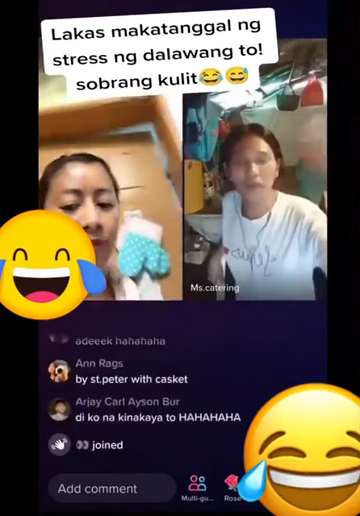 Lakas makatanggal ng
stress ng dalawang to!
sobrang kulit😂😅
Ms.catering
adeeek hahahaha
Ann Rags
by st.peter with casket
Arjay Carl Ayson Bur
di ko na kinakaya to HAHAHAHA
👀 joined
Add comment
Multi-gu...
Rose